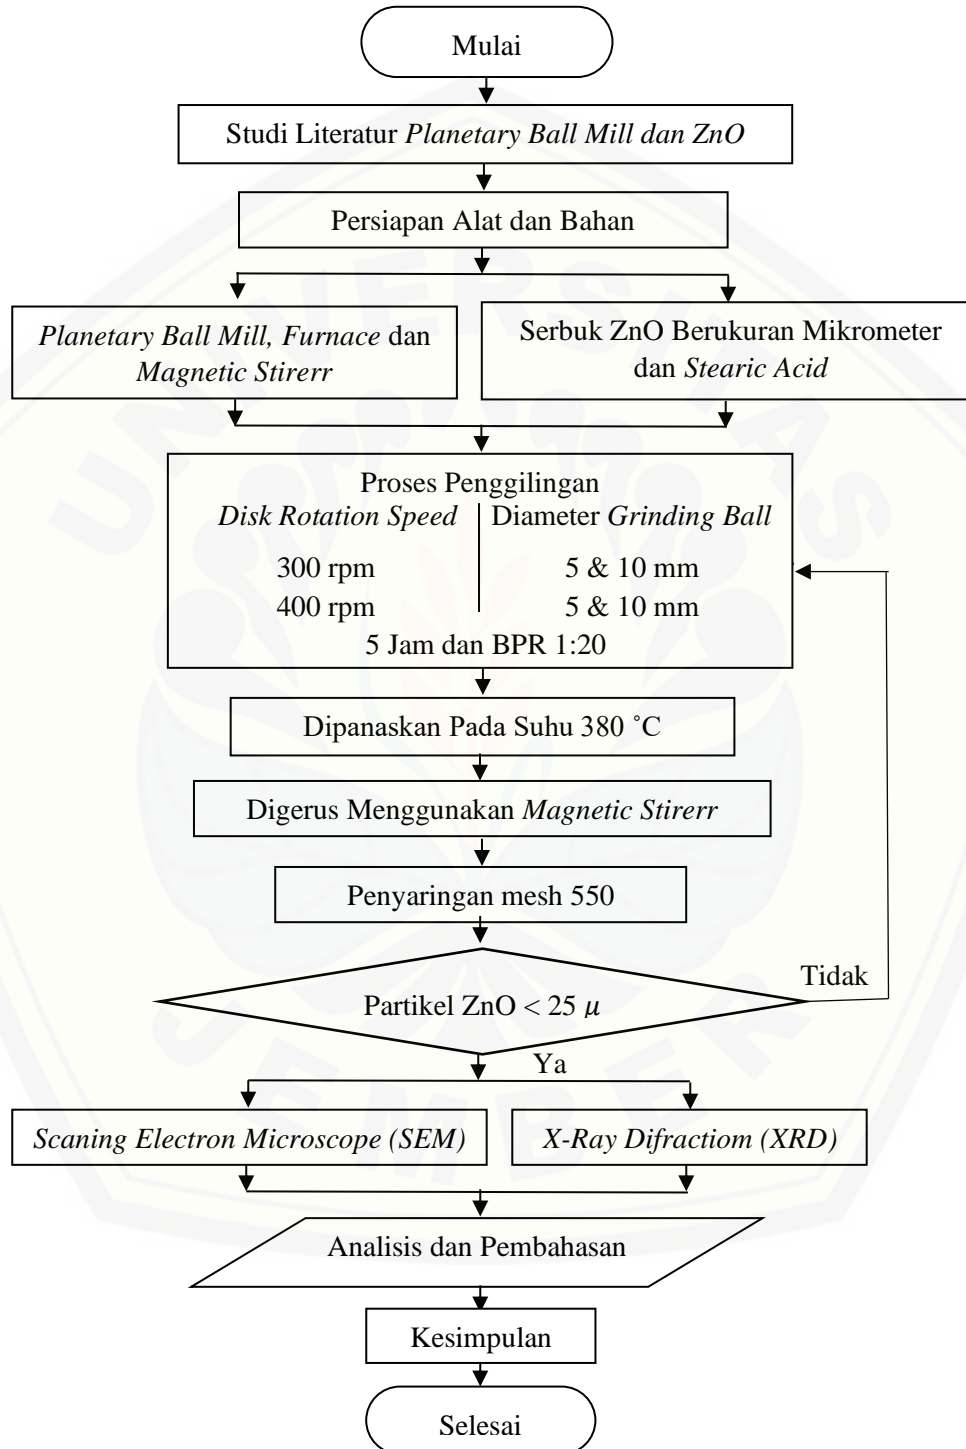 Mulai
Studi Literatur Planetary Ball Mill dan ZnO
Persiapan Alat dan Bahan
Planetary Ball Mill, Furnace dan
Magnetic Stirerr
Serbuk ZnO Berukuran Mikrometer
dan Stearic Acid
Proses Penggilingan
Disk Rotation Speed Diameter Grinding Ball
300 rpm 5 & 10 mm
400 rpm 5 & 10 mm
5 Jam dan BPR 1:20
Dipanaskan Pada Suhu 380 ˚C
Digerus Menggunakan Magnetic Stirerr
Penyaringan mesh 550
Tidak
Partikel ZnO < 25 μ
Ya
Scaning Electron Microscope (SEM)
X-Ray Difractiom (XRD)
Analisis dan Pembahasan
Kesimpulan
Selesai
UNIVERSITAS
JEMBER